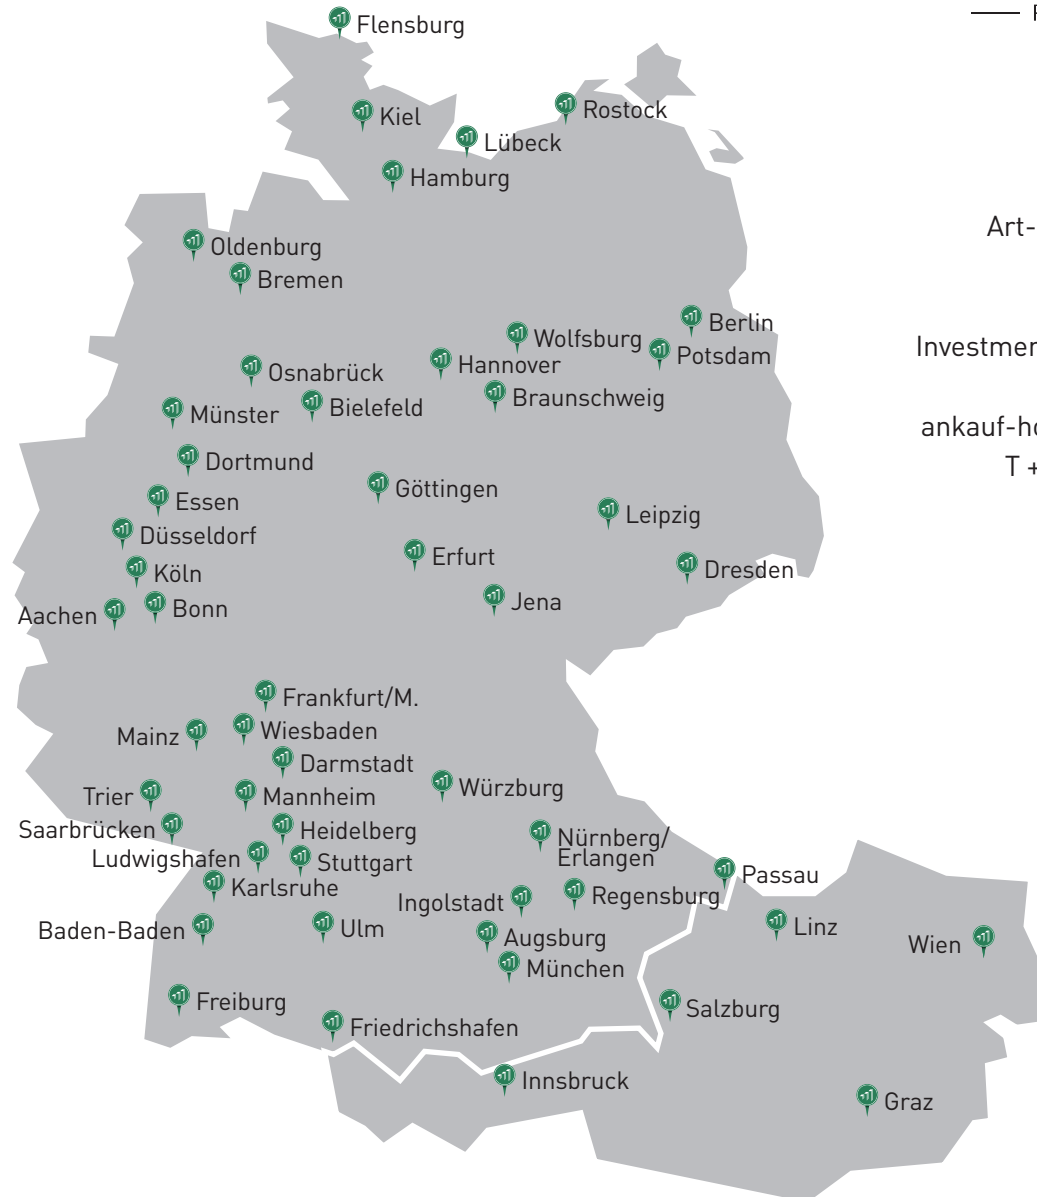 Flensburg
Kiel
Rostock
Lübeck
Hamburg
Art-
Oldenburg
Bremen
Berlin
Wolfsburg
Potsdam
Hannover
Osnabrück
Braunschweig
Bielefeld
Münster
ankauf-
T +
Dortmund
Göttingen
Essen
Leipzig
Düsseldorf
Erfurt
Dresden
Köln
Jena
Bonn
Aachen
Frankfurt/M.
Wiesbaden
Mainz
Darmstadt
Würzburg
Trier
Mannheim
Saarbrücken
Heidelberg
Nürnberg/
Erlangen
Ludwigshafen
Stuttgart
Passau
Karlsruhe
Regensburg
Ingolstadt
Baden-Baden
Ulm
Linz
Augsburg
Wien
München
Freiburg
Salzburg
Friedrichshafen
Innsbruck
Graz